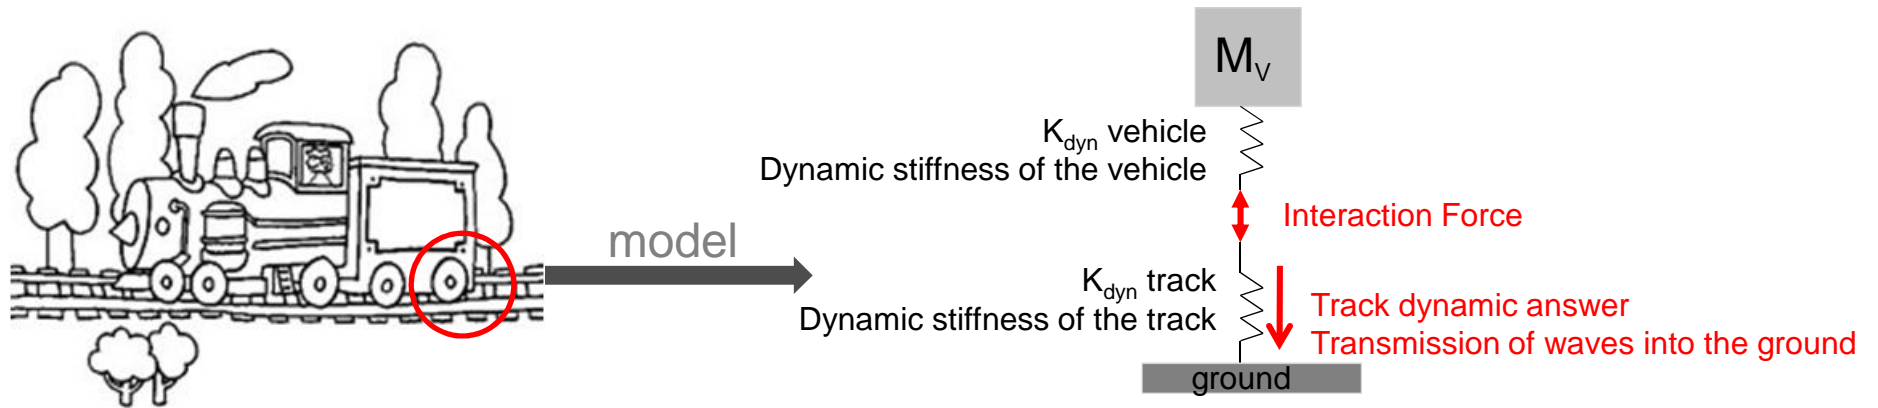 M_V
K_dyn vehicle
Dynamic stiffness of the vehicle
Interaction Force
model
K_dyn track
Dynamic stiffness of the track
Track dynamic answer
Transmission of waves into the ground
ground